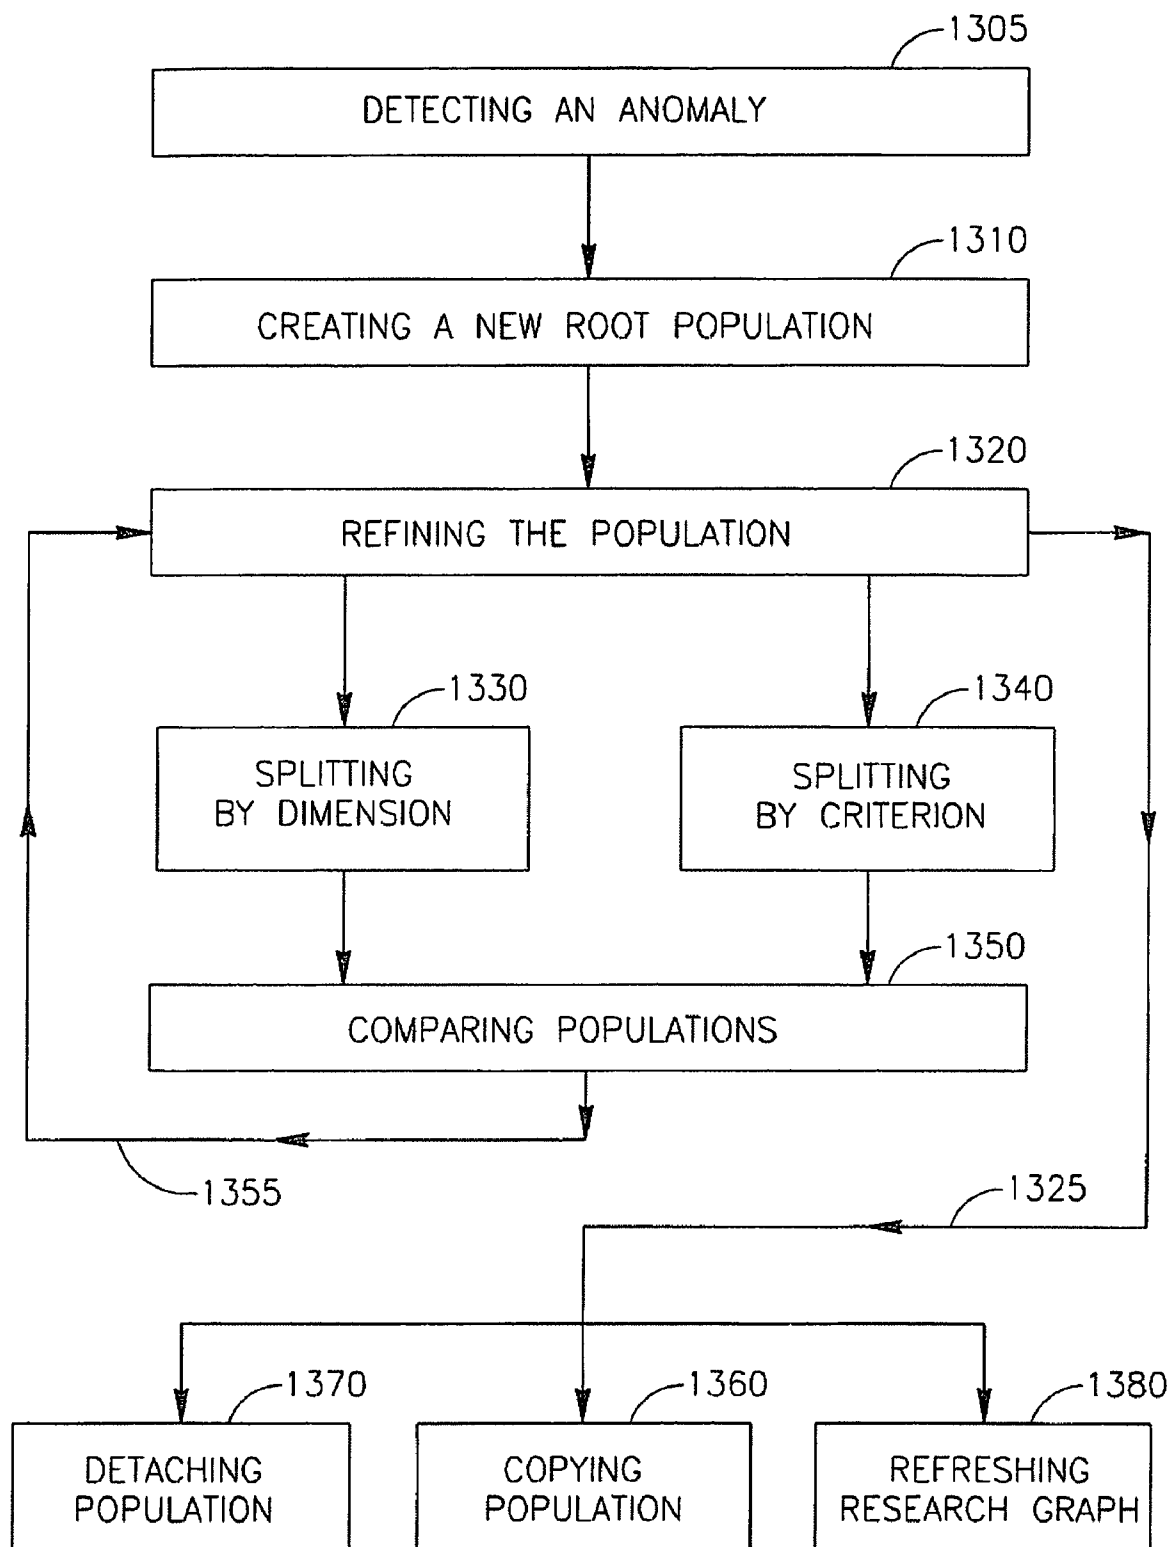 1305
DETECTING AN ANOMALY
1310
CREATING A NEW ROOT POPULATION
1320
REFINING THE POPULATION
1330
1340
SPLITTING
BY DIMENSION
SPLITTING
BY CRITERION
1350
COMPARING POPULATIONS
1355
1325
1370
1360
1380
DETACHING
POPULATION
COPYING
POPULATION
REFRESHING
RESEARCH GRAPH